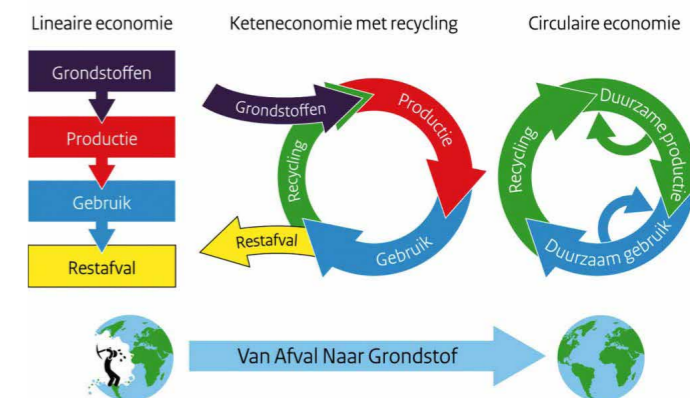 Lineaire economie
Keteneconomie met recycling
Circulaire economie
Grondstoffen
Productie
Gebruik
Restafval
Grondstoffen
Productie
Gebruik
Recycling
Restafval
Recycling
Duurzame productie
Duurzaam gebruik
Van Afval Naar Grondstof